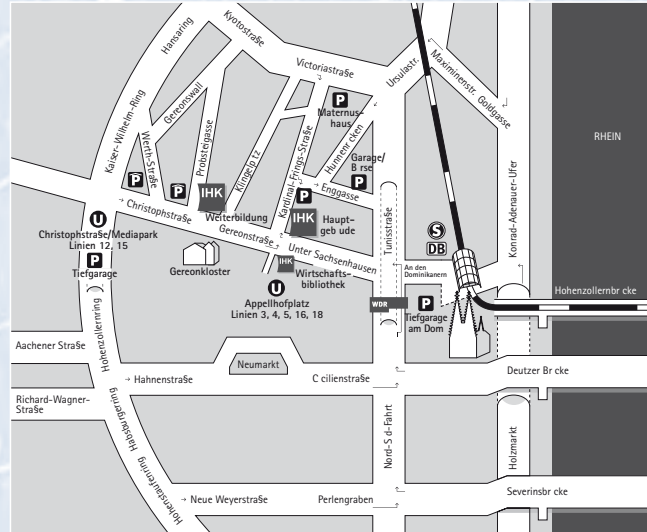 Kyotostraße
Hansaring
Victoriastraße
Ursulastr.
Maximinenstr.
Goldgasse
RHEIN
Kaiser-Wilhelm-Ring
Gereonswall
P
Maternus-
haus
Werth-Straße
Probsteigasse
Klingelp tz
Kardinal-Frings-Straße
Hunnenr cken
Garage/
B rse
P
P
P
IHK
Weiterbildung
P
IHK
Haupt-
geb ude
Enggasse
Christophstraße
Gereonstraße
Unter Sachsenhausen
Tunisstraße
Konrad-Adenauer-Ufer
U
Christophstraße/Mediapark
Linien 12, 15
P
Tiefgarage
Gereonkloster
IHK
Wirtschafts-
bibliothek
U
Appellhofplatz
Linien 3, 4, 5, 16, 18
S
DB
An den
Dominikanern
WDR
P
Tiefgarage
am Dom
Hohenzollernbr cke
Hohenzollernring
Aachener Straße
Neumarkt
Hahnenstraße
C cilienstraße
Deutzer Br cke
Richard-Wagner-
Straße
Habsburgerring
Hohenstaufenring
Nord-S d-Fahrt
Holzmarkt
Neue Weyerstraße
Perlengraben
Severinsbr cke